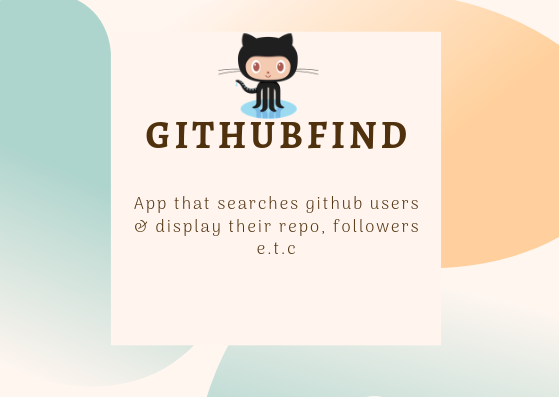 GITHUBFIND
App that searches github users
& display their repo, followers
e.t.c